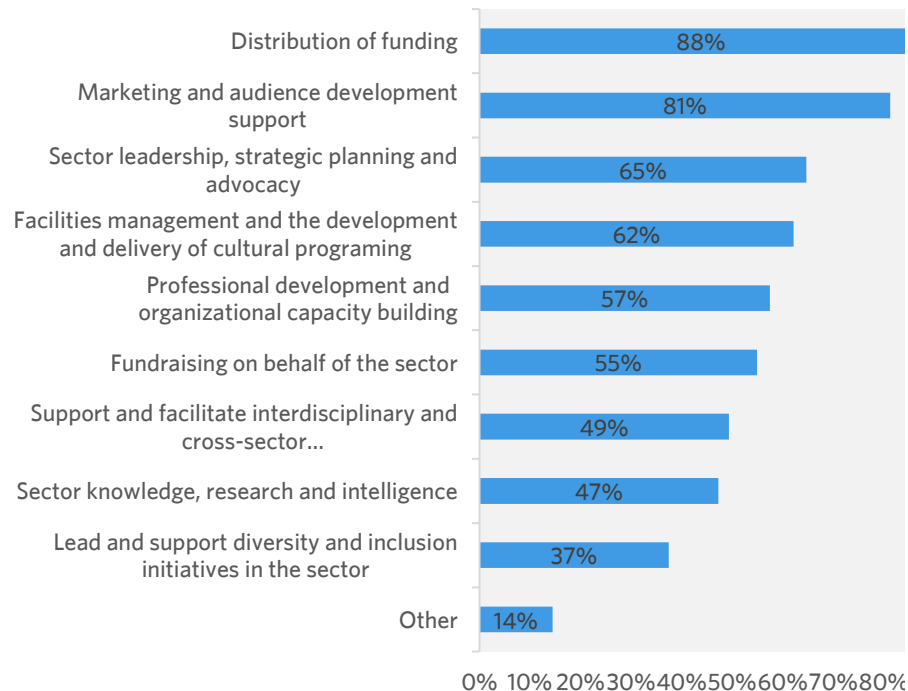 Distribution of funding
88%
Marketing and audience development
support
81%
Sector leadership, strategic planning and
advocacy
65%
Facilities management and the development
and delivery of cultural programing
62%
Professional development and
organizational capacity building
57%
Fundraising on behalf of the sector
55%
Support and facilitate interdisciplinary and
cross-sector...
49%
Sector knowledge, research and intelligence
47%
Lead and support diversity and inclusion
initiatives in the sector
37%
Other
14%
0% 10% 20% 30% 40% 50% 60% 70% 80%